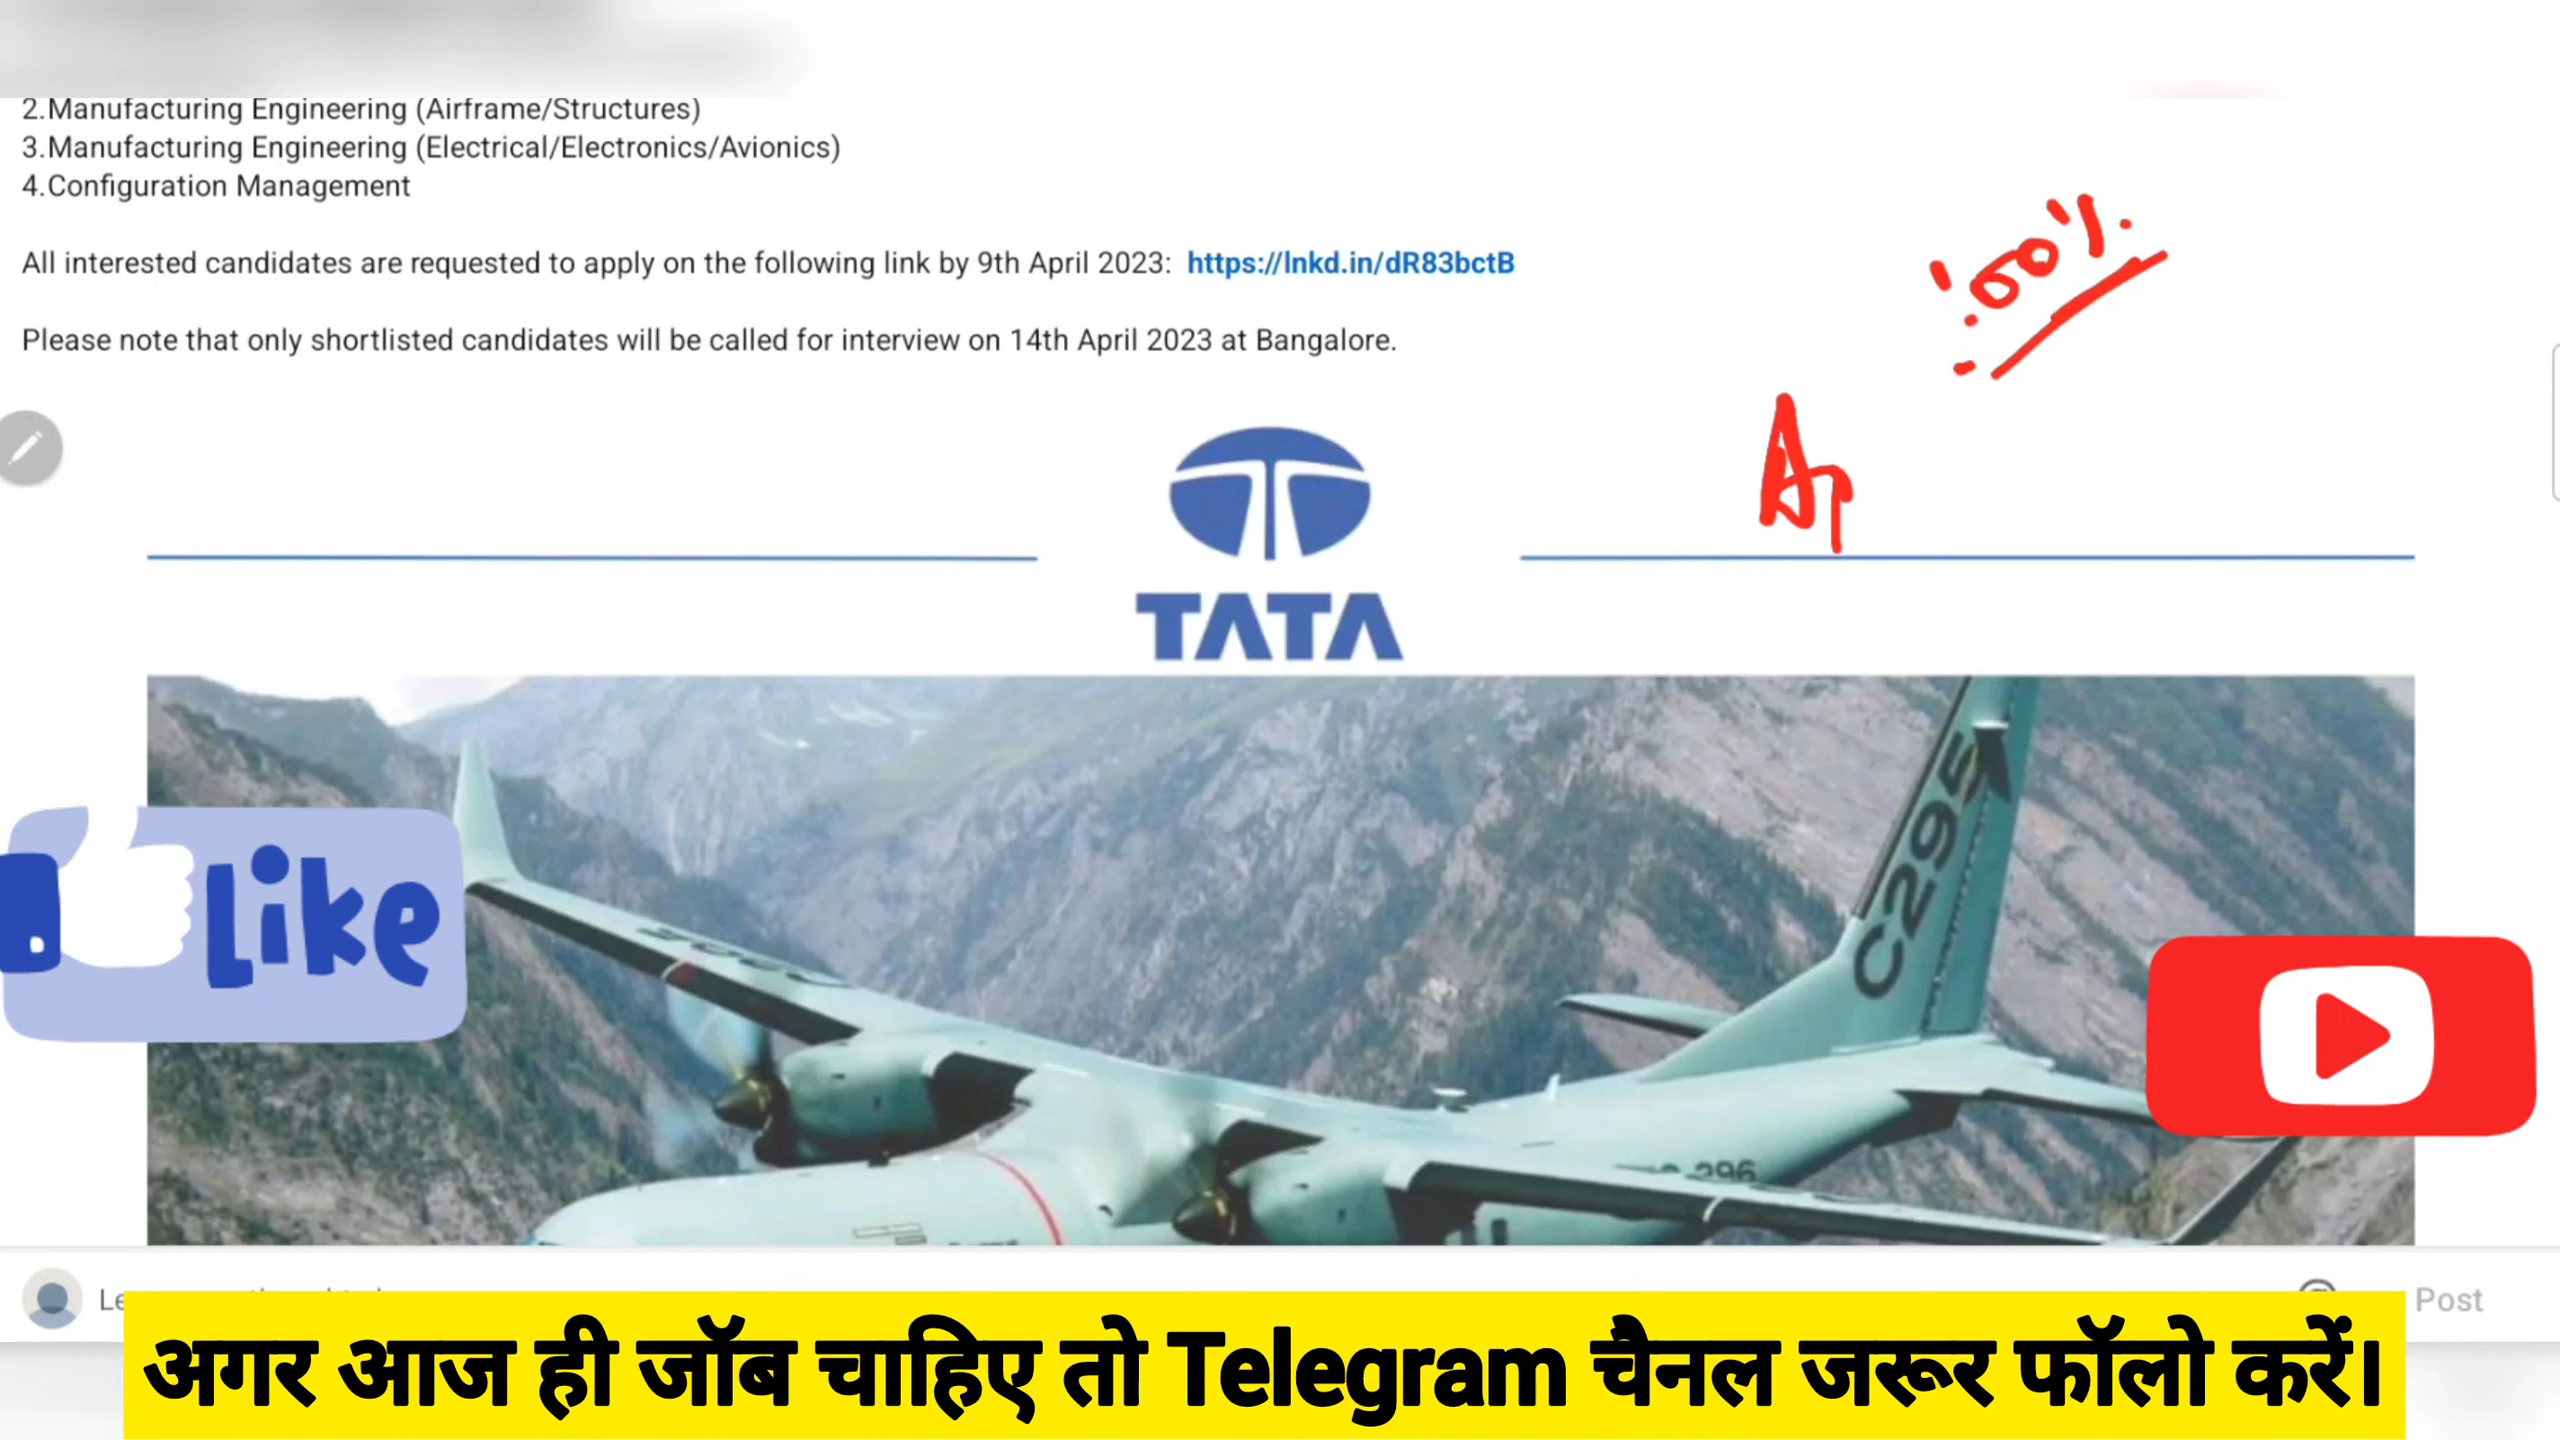 2.Manufacturing Engineering (Airframe/Structures)
3.Manufacturing Engineering (Electrical/Electronics/Avionics)
4.Configuration Management
All interested candidates are requested to apply on the following link by 9th April 2023: https://lnkd.in/dR83bctB
Please note that only shortlisted candidates will be called for interview on 14th April 2023 at Bangalore.
100%
Ap
TATA
C295
Like
296
Post
अगर आज ही जॉब चाहिए तो Telegram चैनल जरूर फॉलो करें।